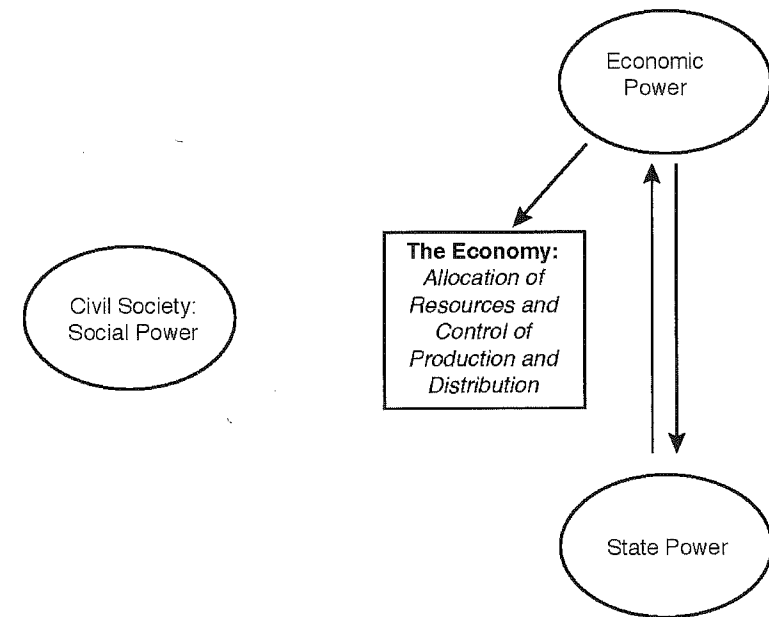 Economic
Power
The Economy:
Allocation of
Resources and
Control of
Production and
Distribution
Civil Society:
Social Power
State Power